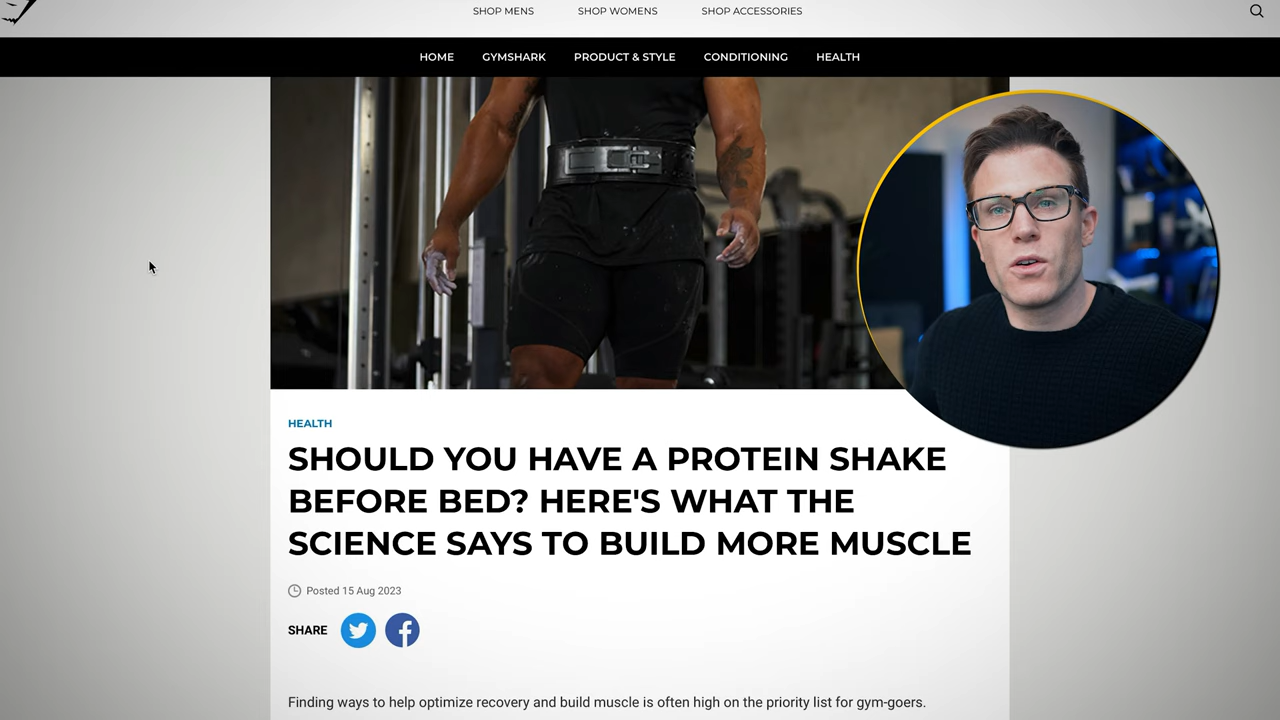 SHOP MENS SHOP WOMENS SHOP ACCESSORIES
HOME GYMSHARK PRODUCT & STYLE CONDITIONING HEALTH
HEALTH
SHOULD YOU HAVE A PROTEIN SHAKE
BEFORE BED? HERE'S WHAT THE
SCIENCE SAYS TO BUILD MORE MUSCLE
Posted 15 Aug 2023
SHARE
Finding ways to help optimize recovery and build muscle is often high on the priority list for gym-goers.